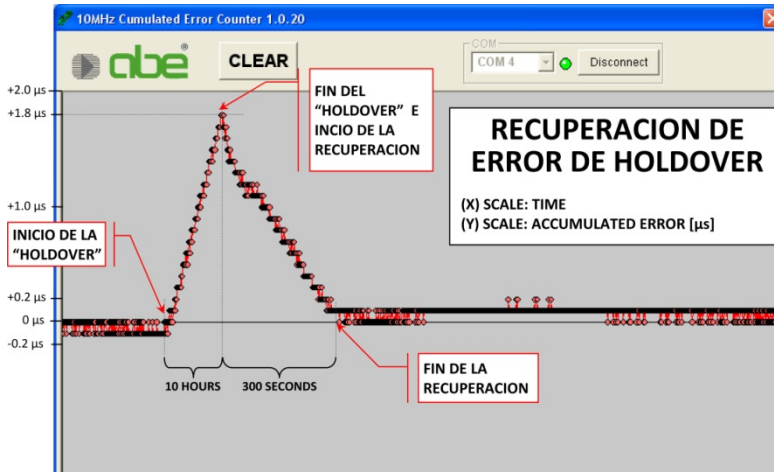 10MHz Cumulated Error Counter 1.0.20
abe®
CLEAR
COM
COM 4
Disconnect
+2.0 µs
+1.8 µs
+1.0 µs
+0.2 µs
0 µs
-0.2 µs
FIN DEL
“HOLDOVER” E
INCIO DE LA
RECUPERACION
RECUPERACION DE
ERROR DE HOLDOVER
(X) SCALE: TIME
(Y) SCALE: ACCUMULATED ERROR [µs]
INICIO DE LA
“HOLDOVER”
10 HOURS
300 SECONDS
FIN DE LA
RECUPERACION